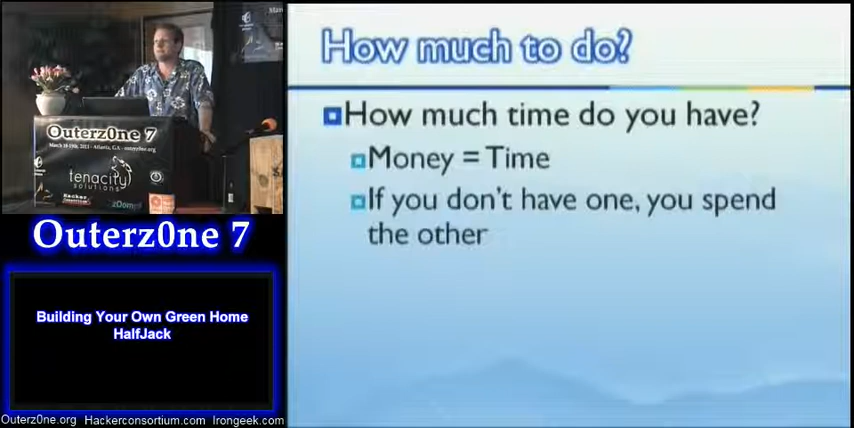 How much to do?
How much time do you have?
Money = Time
If you don't have one, you spend
the other
Outerz0ne 7
tenacity
solutions
Outerz0ne 7
Building Your Own Green Home
HalfJack
Outerz0ne.org Hackerconsortium.com Irongeek.com